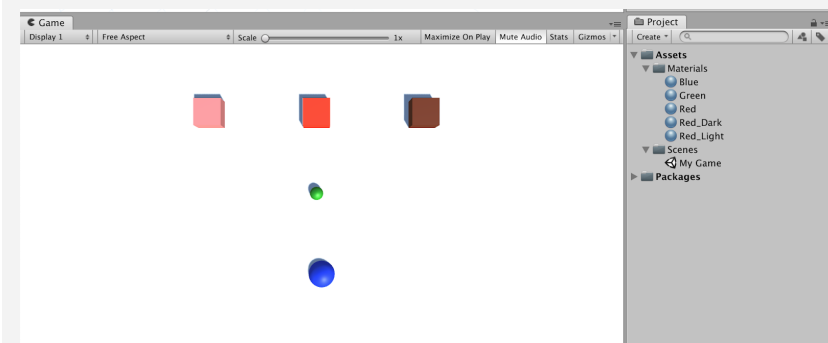 Game
Display 1 Free Aspect Scale 1x Maximize On Play Mute Audio Stats Gizmos
Project
Create
Assets
Materials
Blue
Green
Red
Red_Dark
Red_Light
Scenes
My Game
Packages